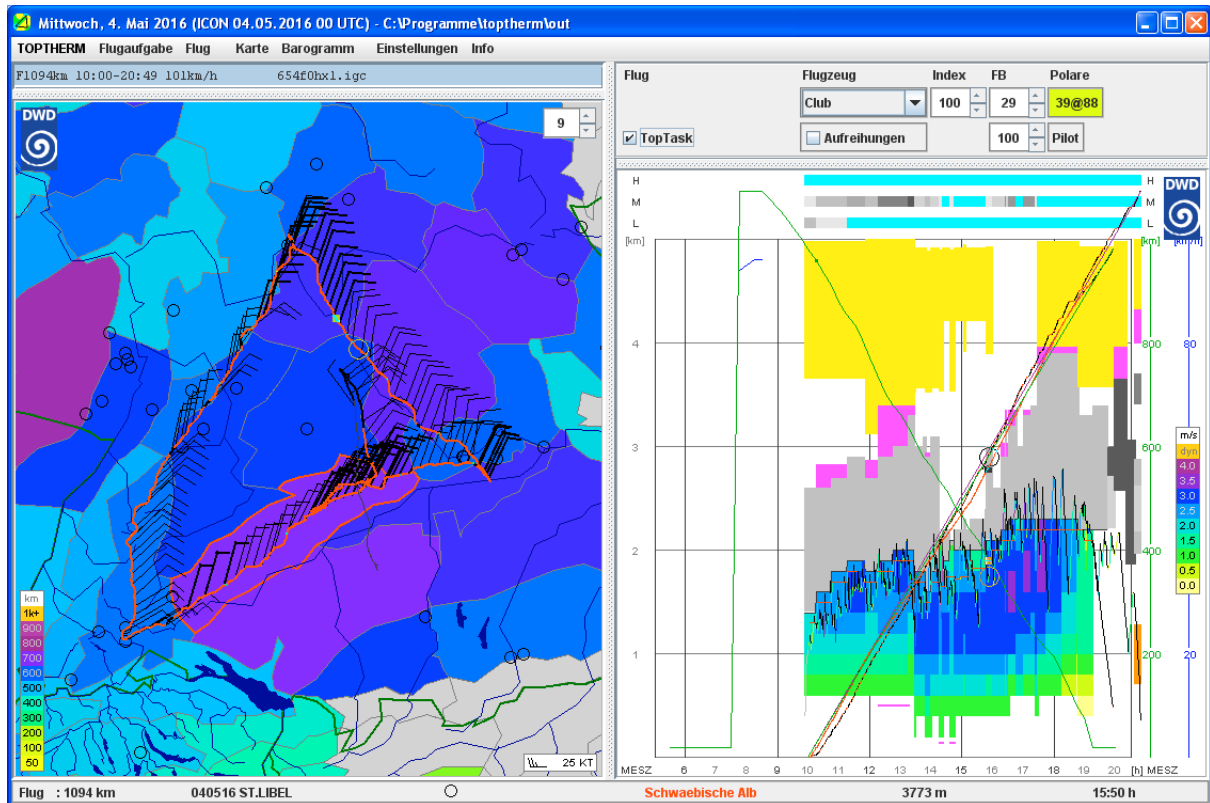 Mittwoch, 4. Mai 2016 (ICON 04.05.2016 00 UTC) - C:\Programme\toptherm\out
TOPTHERM Flugaufgabe Flug Karte Barogramm Einstellungen Info
F1094km 10:00-20:49 101km/h 654f0hx1.igc
DWD
9
km
1k+
900
800
700
600
500
400
300
200
100
50
25 KT
Flug Flugzeug Index FB Polare
Club 100 29 39@88
TopTask Aufreihungen 100 Pilot
H H
M M
L L
DWD
[km] [km] [km/h]
4 800 80
3 600
2 400
1 200 20
m/s
dyn
4.0
3.5
3.0
2.5
2.0
1.5
1.0
0.5
0.0
MESZ 6 7 8 9 10 11 12 13 14 15 16 17 18 19 20 [h] MESZ
Flug : 1094 km 040516 ST.LIBEL Schwaebische Alb 3773 m 15:50 h